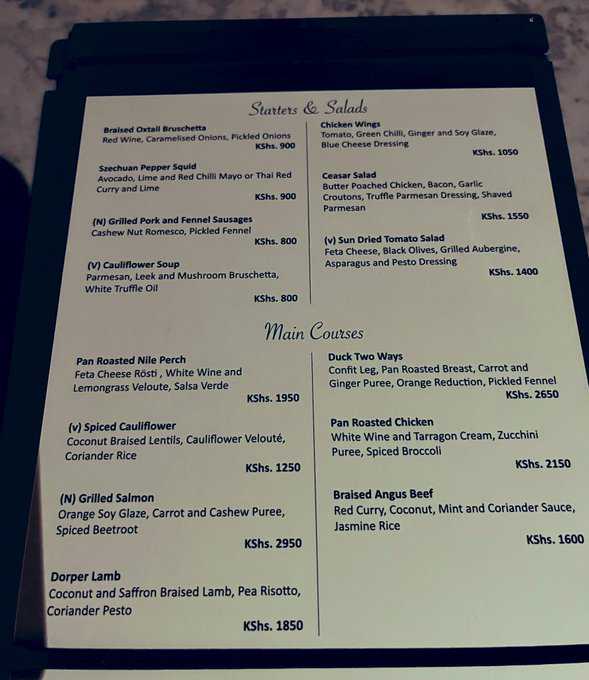 Starters & Salads
Braised Oxtail Bruschetta
Red Wine, Caramelised Onions, Pickled Onions
KShs. 900
Szechuan Pepper Squid
Avocado, Lime and Red Chilli Mayo or Thai Red
Curry and Lime
KShs. 900
(N) Grilled Pork and Fennel Sausages
Cashew Nut Romesco, Pickled Fennel
KShs. 800
(V) Cauliflower Soup
Parmesan, Leek and Mushroom Bruschetta,
White Truffle Oil
KShs. 800
Chicken Wings
Tomato, Green Chilli, Ginger and Soy Glaze,
Blue Cheese Dressing
KShs. 1050
Ceasar Salad
Butter Poached Chicken, Bacon, Garlic
Croutons, Truffle Parmesan Dressing, Shaved
Parmesan
KShs. 1550
(v) Sun Dried Tomato Salad
Feta Cheese, Black Olives, Grilled Aubergine,
Asparagus and Pesto Dressing
KShs. 1400
Main Courses
Pan Roasted Nile Perch
Feta Cheese Rösti , White Wine and
Lemongrass Veloute, Salsa Verde
KShs. 1950
(v) Spiced Cauliflower
Coconut Braised Lentils, Cauliflower Velouté,
Coriander Rice
KShs. 1250
(N) Grilled Salmon
Orange Soy Glaze, Carrot and Cashew Puree,
Spiced Beetroot
KShs. 2950
Dorper Lamb
Coconut and Saffron Braised Lamb, Pea Risotto,
Coriander Pesto
KShs. 1850
Duck Two Ways
Confit Leg, Pan Roasted Breast, Carrot and
Ginger Puree, Orange Reduction, Pickled Fennel
KShs. 2650
Pan Roasted Chicken
White Wine and Tarragon Cream, Zucchini
Puree, Spiced Broccoli
KShs. 2150
Braised Angus Beef
Red Curry, Coconut, Mint and Coriander Sauce,
Jasmine Rice
KShs. 1600